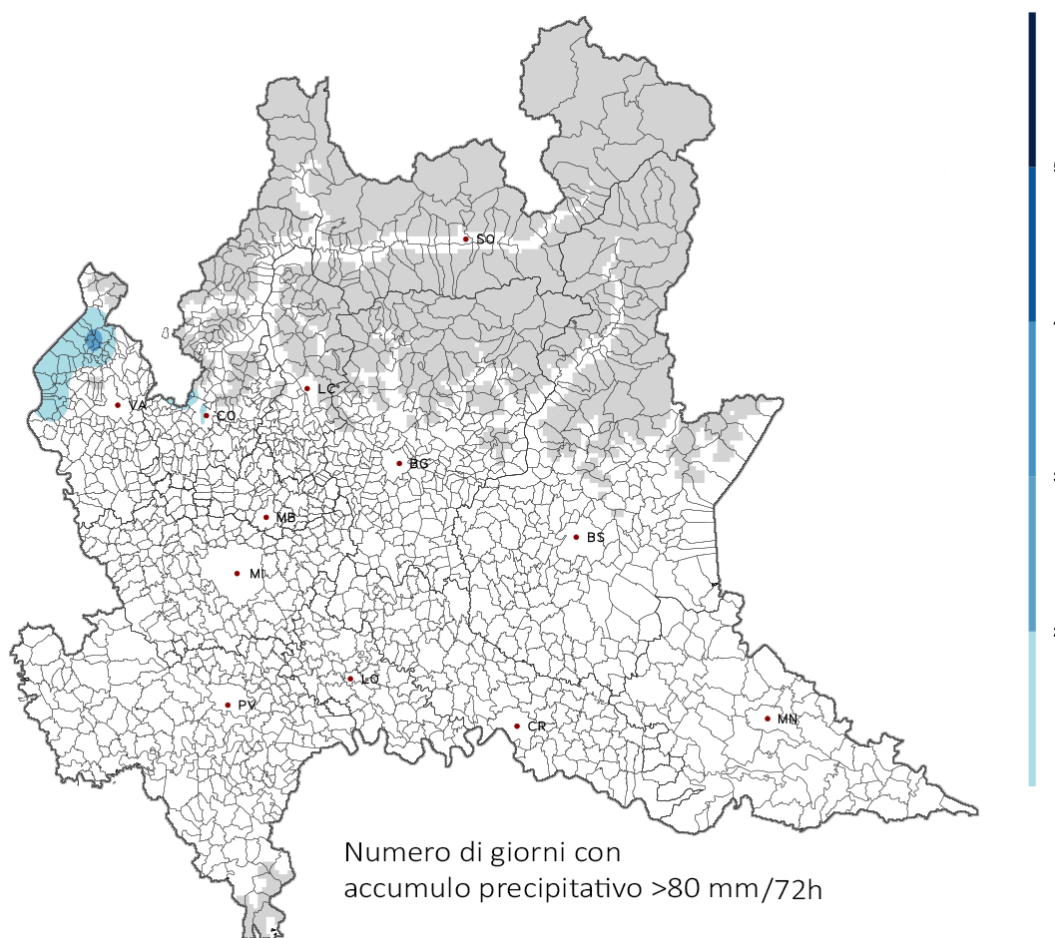 SO
LC
VA
CO
BG
MB
BS
MI
LO
PV
MN
CR
Numero di giorni con
accumulo precipitativo >80 mm/72h